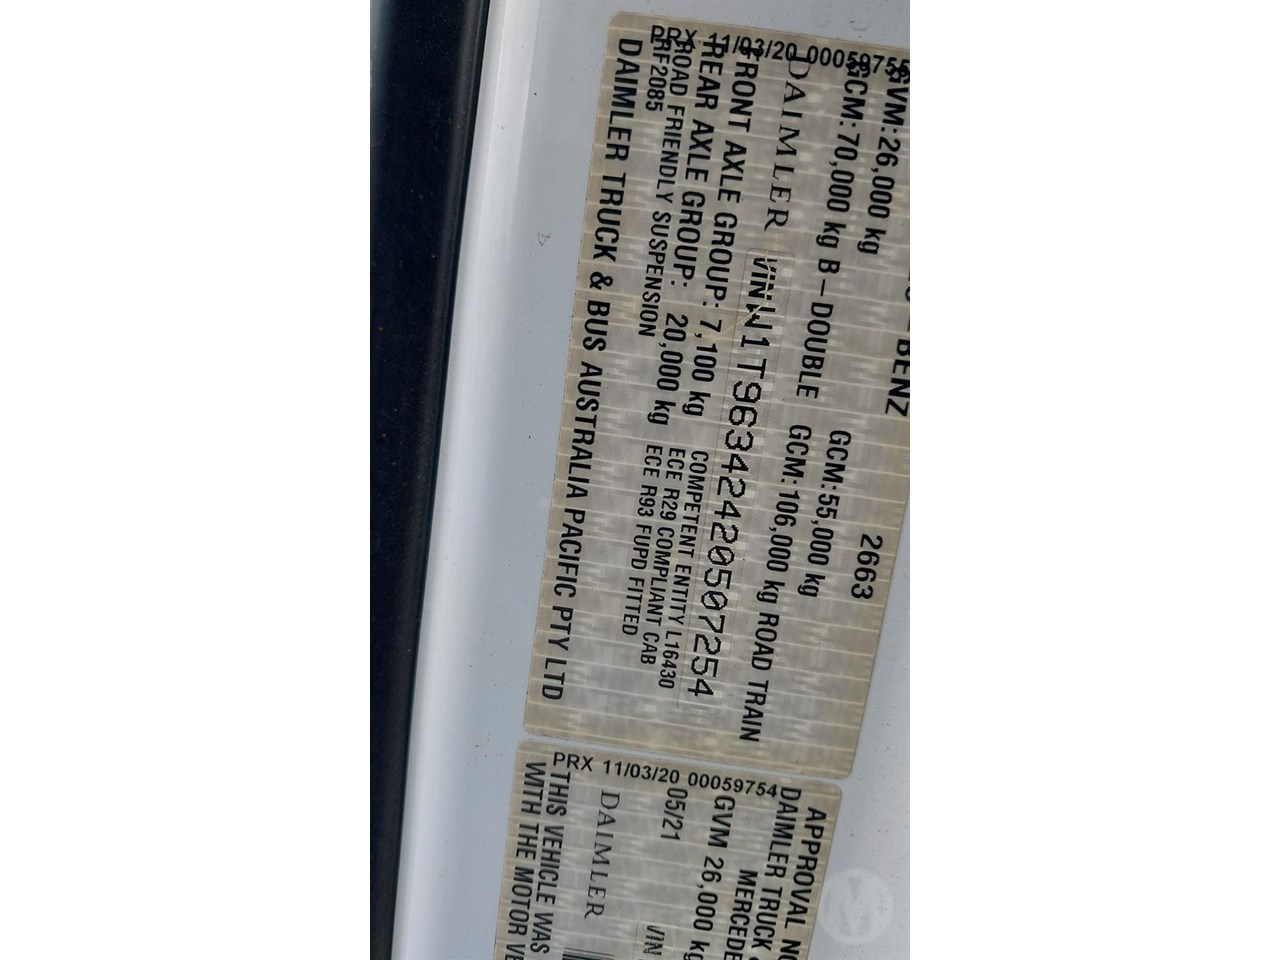 BENZ 2663
GVM:26,000 kg GCM:55,000 kg
GCM:70,000 kg B-DOUBLE GCM:106,000 kg ROAD TRAIN
DAIMLER VIN W1T96342420507254
FRONT AXLE GROUP: 7,100 kg COMPETENT ENTITY L16430
REAR AXLE GROUP: 20,000 kg ECE R29 COMPLIANT CAB
ROAD FRIENDLY SUSPENSION ECE R93 FUPD FITTED
RF2085
DAIMLER TRUCK & BUS AUSTRALIA PACIFIC PTY LTD
PRX 11/03/20 00059755
APPROVAL NO
DAIMLER TRUCK
MERCEDE
GVM 26,000 kg
05/21
VIN
DAIMLER
THIS VEHICLE WAS
WITH THE MOTOR VE
PRX 11/03/20 00059754